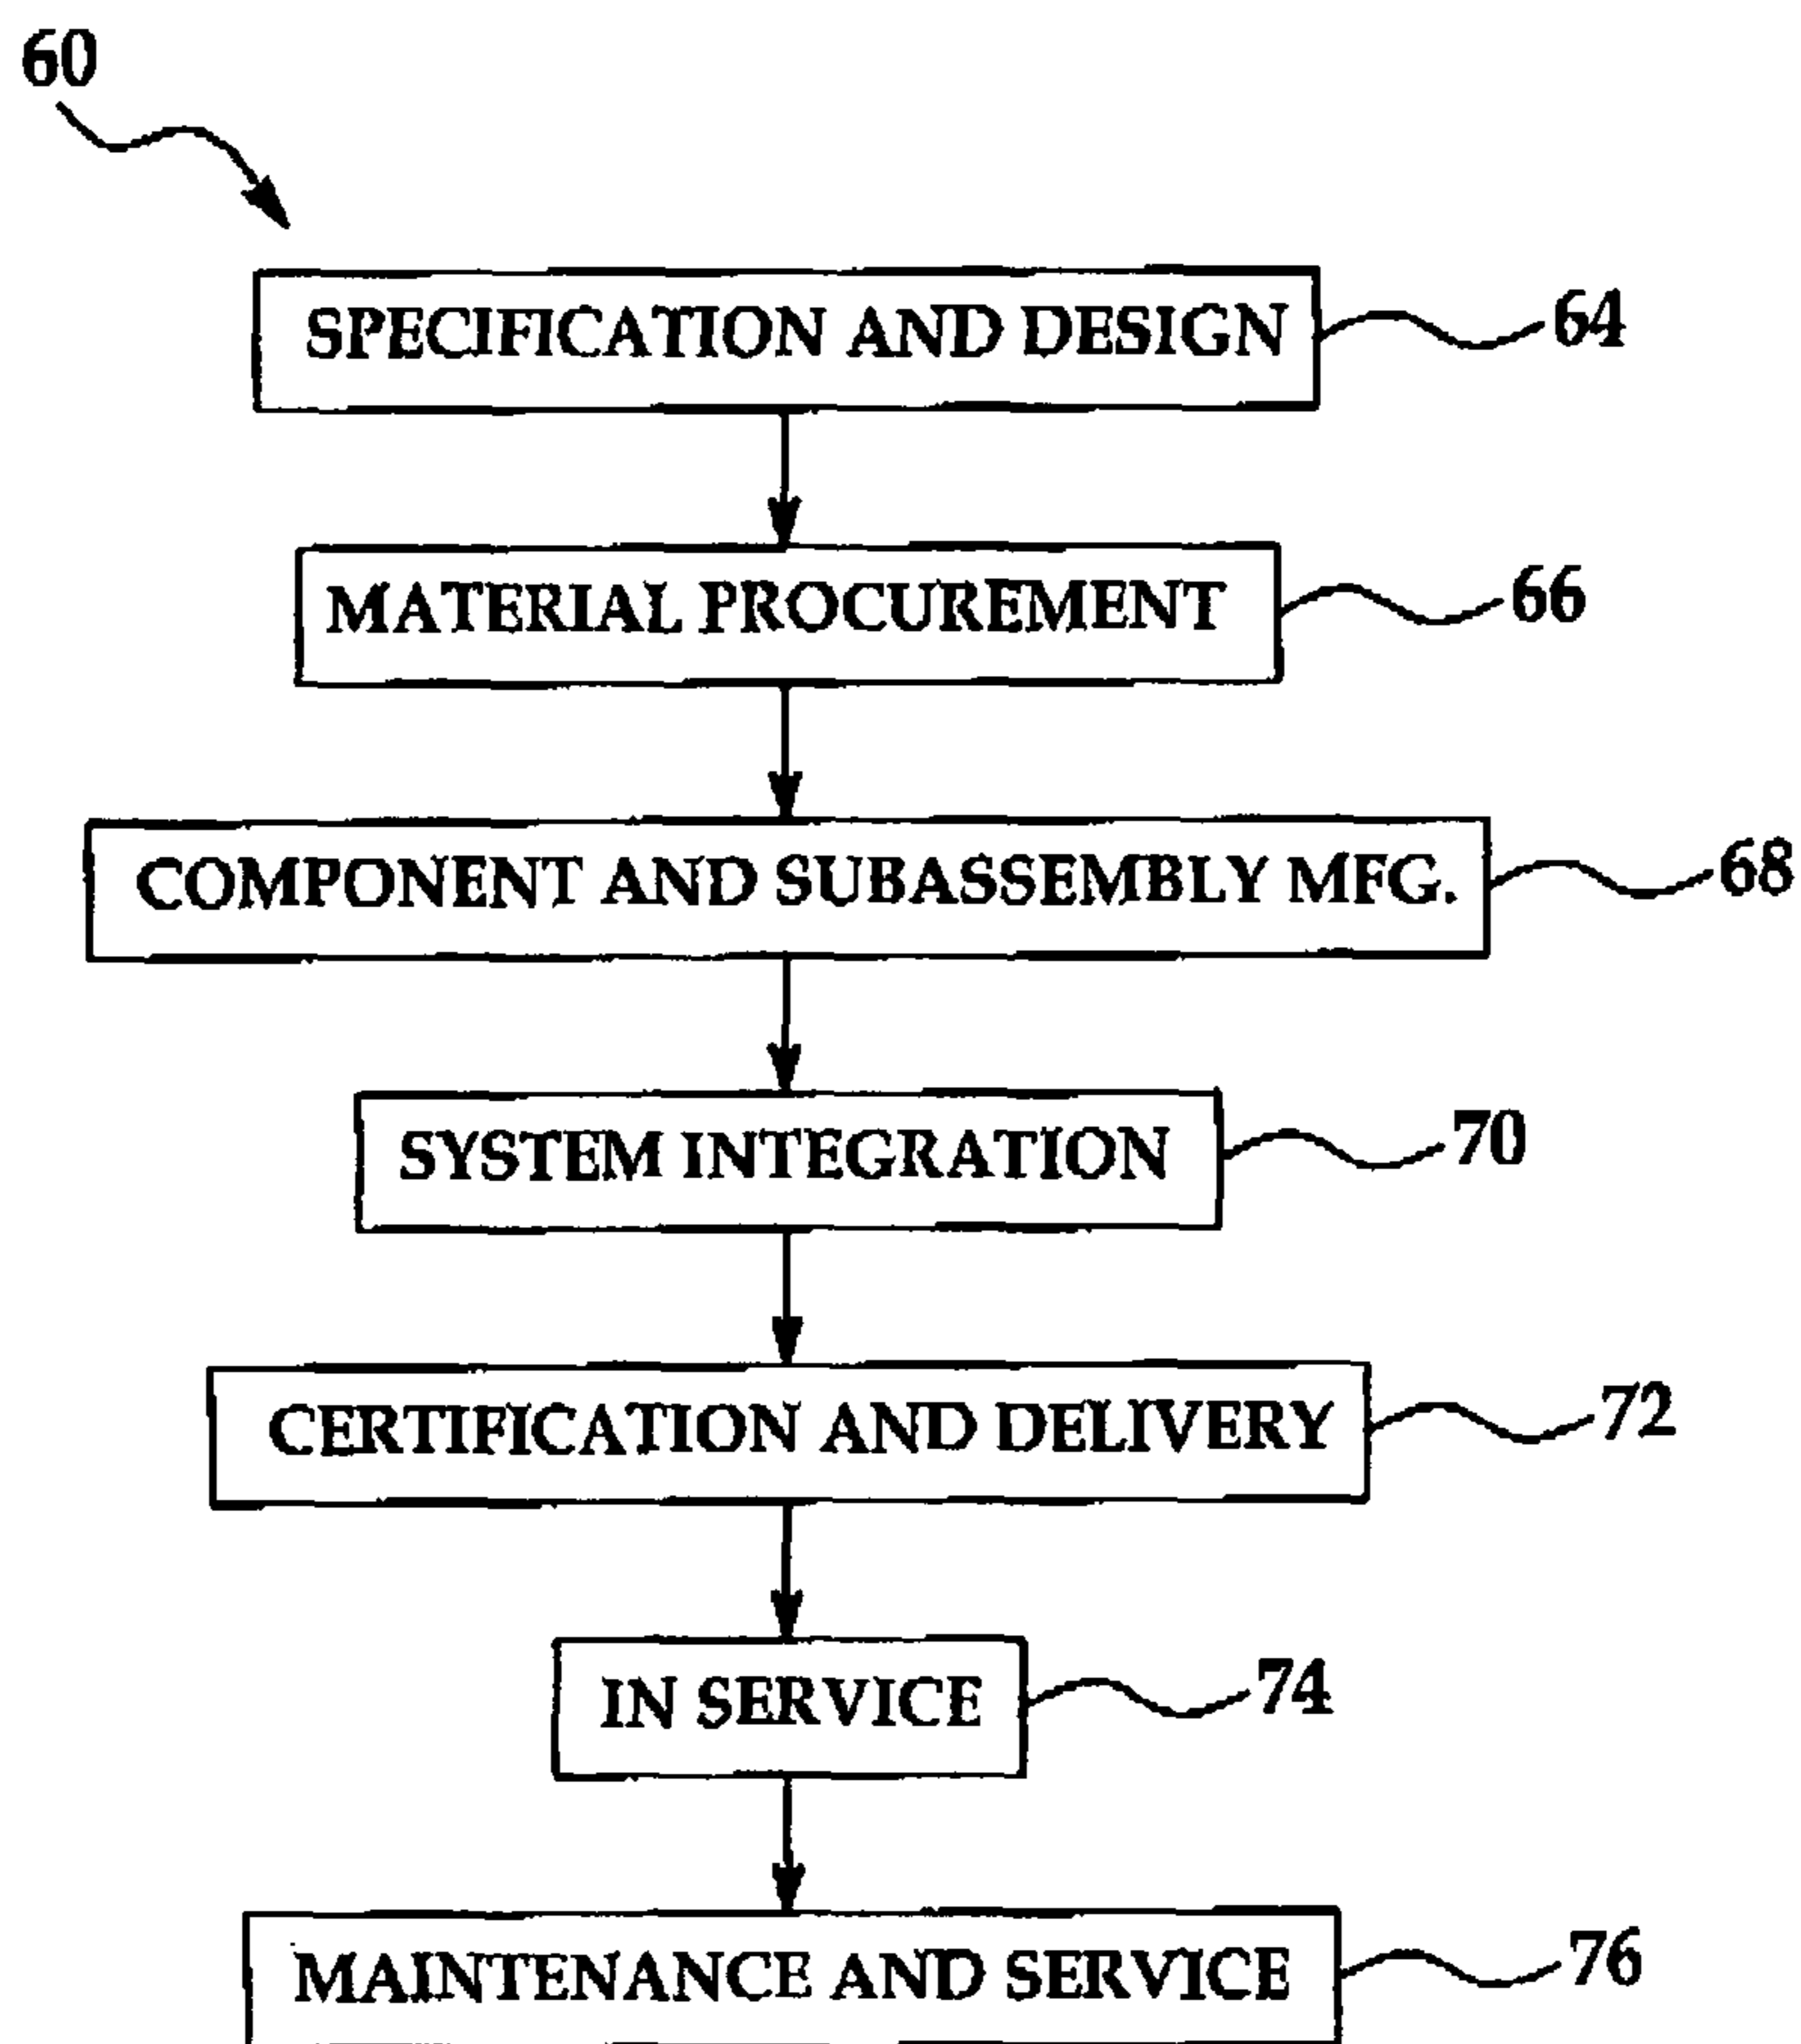 60
SPECIFICATION AND DESIGN 64
MATERIAL PROCUREMENT 66
COMPONENT AND SUBASSEMBLY MFG. 68
SYSTEM INTEGRATION 70
CERTIFICATION AND DELIVERY 72
IN SERVICE 74
MAINTENANCE AND SERVICE 76